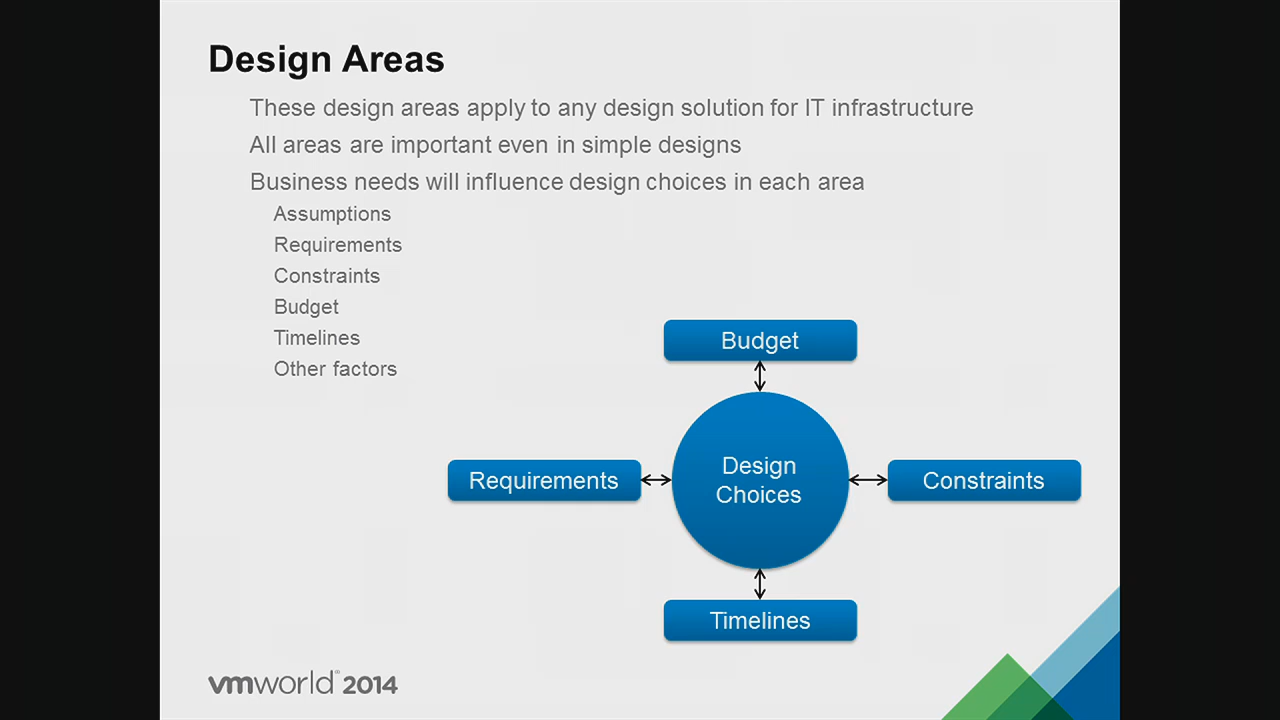 Design Areas
These design areas apply to any design solution for IT infrastructure
All areas are important even in simple designs
Business needs will influence design choices in each area
Assumptions
Requirements
Constraints
Budget
Timelines
Other factors
Budget
Requirements
Design
Choices
Constraints
Timelines
vmworld® 2014